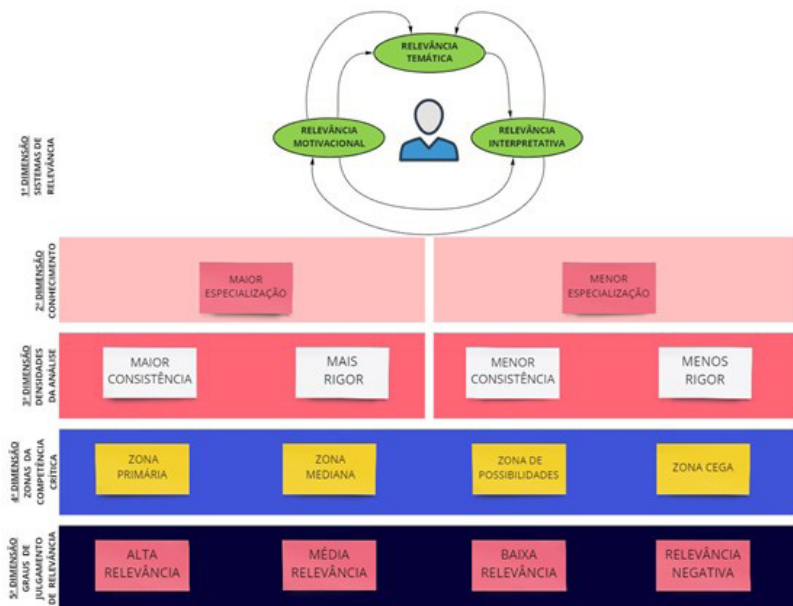 RELEVÂNCIA
TEMÁTICA
RELEVÂNCIA
MOTIVACIONAL
RELEVÂNCIA
INTERPRETATIVA
1ª DIMENSÃO
SISTEMAS DE
RELEVÂNCIA
2ª DIMENSÃO
CONHECIMENTO
MAIOR
ESPECIALIZAÇÃO
MENOR
ESPECIALIZAÇÃO
3ª DIMENSÃO
DENSIDADES
DA ANÁLISE
MAIOR
CONSISTÊNCIA
MAIS
RIGOR
MENOR
CONSISTÊNCIA
MENOS
RIGOR
4ª DIMENSÃO
ZONAS DA
COMPETÊNCIA
CRÍTICA
ZONA
PRIMÁRIA
ZONA
MEDIANA
ZONA DE
POSSIBILIDADES
ZONA CEGA
5ª DIMENSÃO
GRAUS DE
JULGAMENTO
DE RELEVÂNCIA
ALTA
RELEVÂNCIA
MÉDIA
RELEVÂNCIA
BAIXA
RELEVÂNCIA
RELEVÂNCIA
NEGATIVA